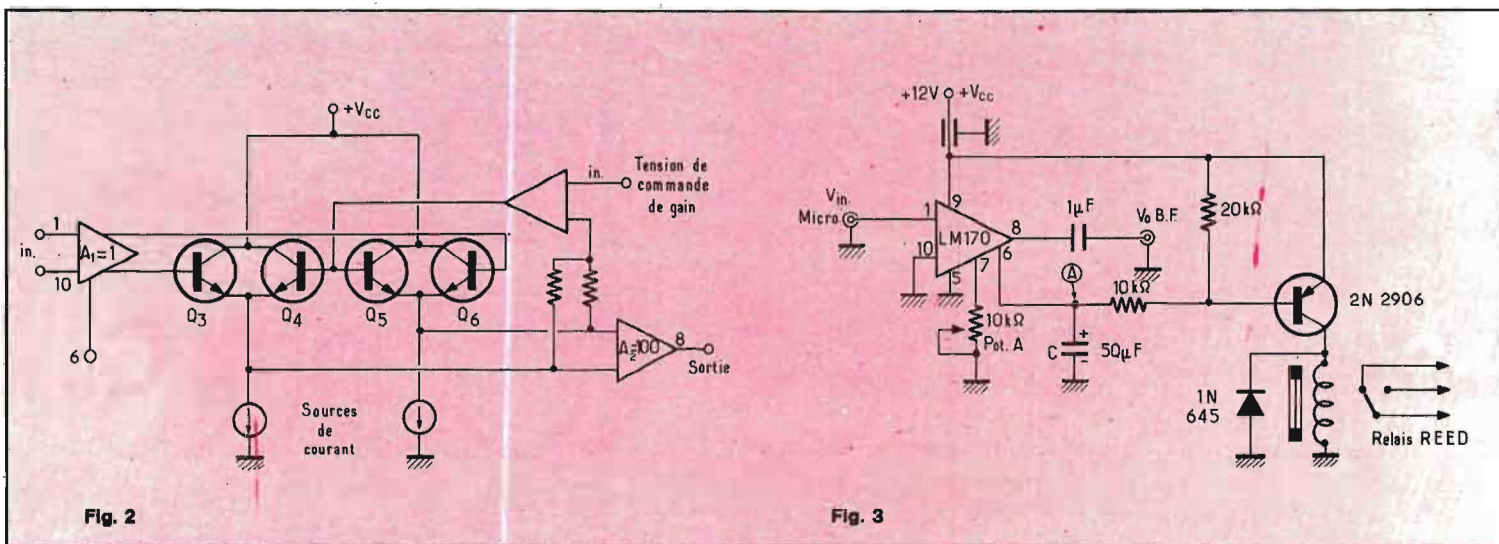 +Vcc
in.
Tension de
commande
de gain
1
in.
10
A1=1
6
Q3
Q4
Q5
Q6
A2=100
8
Sortie
Sources
de
courant
Fig. 2
+12V
+Vcc
Vin.
Micro.
1
9
LM170
10
5
7
6
8
1µF
Vo B.F.
20kΩ
A
10kΩ
2N 2906
10kΩ
Pot. A
C
+
-
50µF
1N
645
Relais REED
Fig. 3